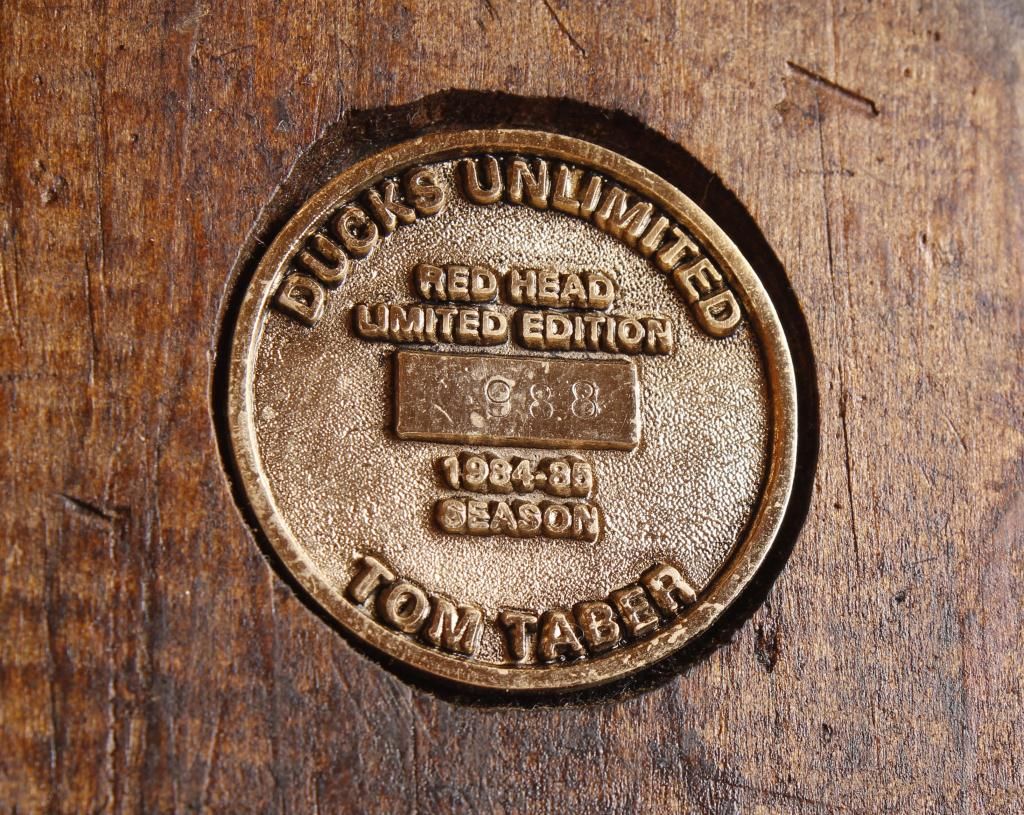 DUCKS UNLIMITED
RED HEAD
LIMITED EDITION
988
1984-85
SEASON
TOM TABER